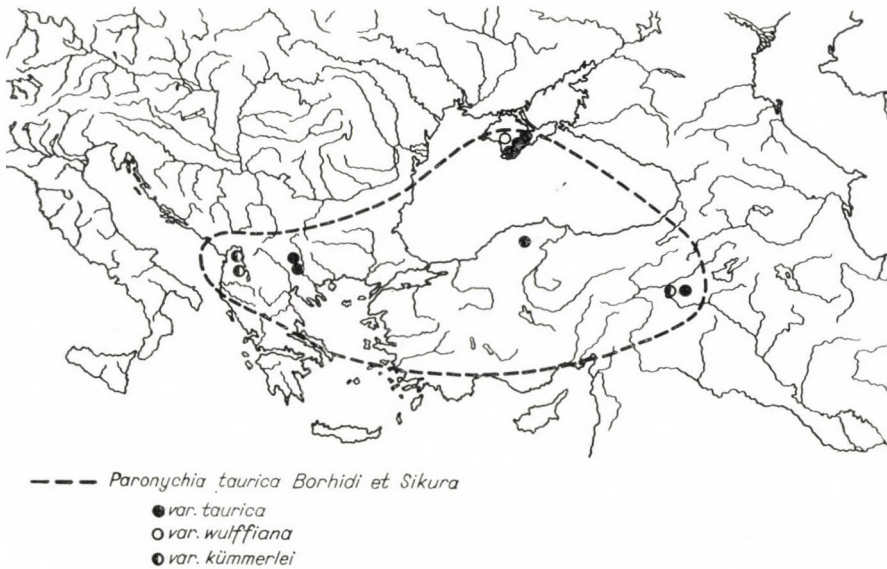 Paronychia taurica Borhidi et Sikura
var. taurica
var. wulffiana
var. kümmerlei